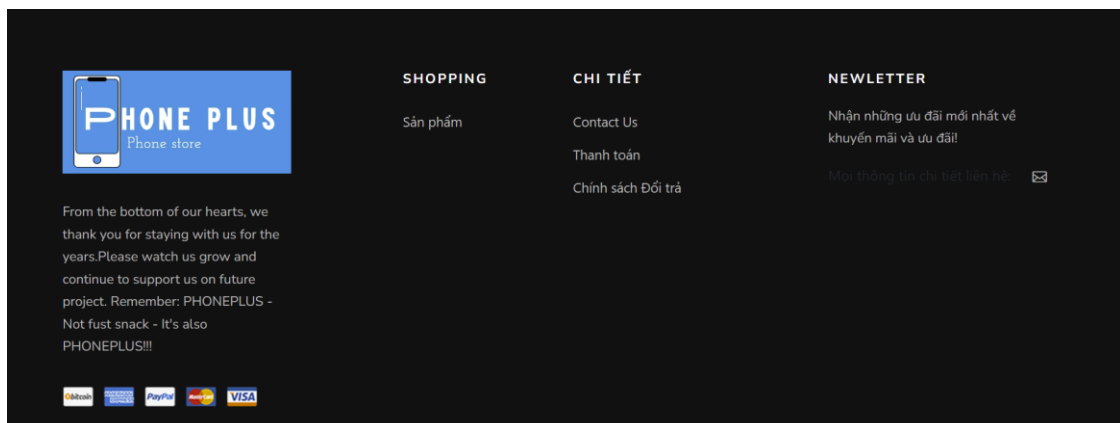 PHONE PLUS
Phone store
From the bottom of our hearts, we
thank you for staying with us for the
years.Please watch us grow and
continue to support us on future
project. Remember: PHONEPLUS -
Not fust snack - It's also
PHONEPLUS!!!
bitcoin
PayPal
MasterCard
VISA
SHOPPING
Sản phẩm
CHI TIẾT
Contact Us
Thanh toán
Chính sách Đổi trả
NEWLETTER
Nhận những ưu đãi mới nhất về
khuyến mãi và ưu đãi!
Mọi thông tin chi tiết liên hệ: